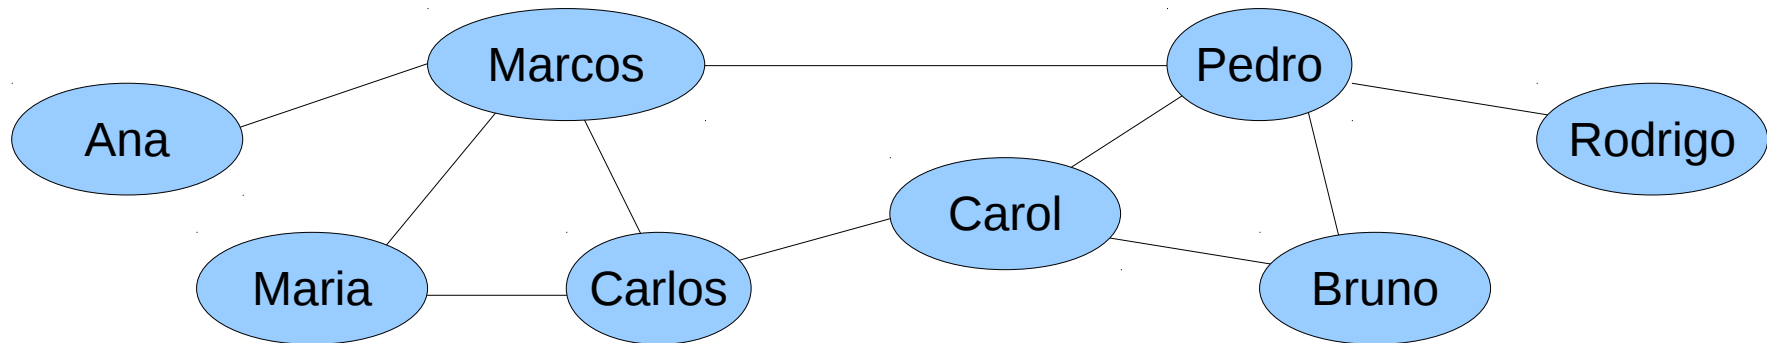 Marcos
Pedro
Ana
Rodrigo
Carol
Maria
Carlos
Bruno